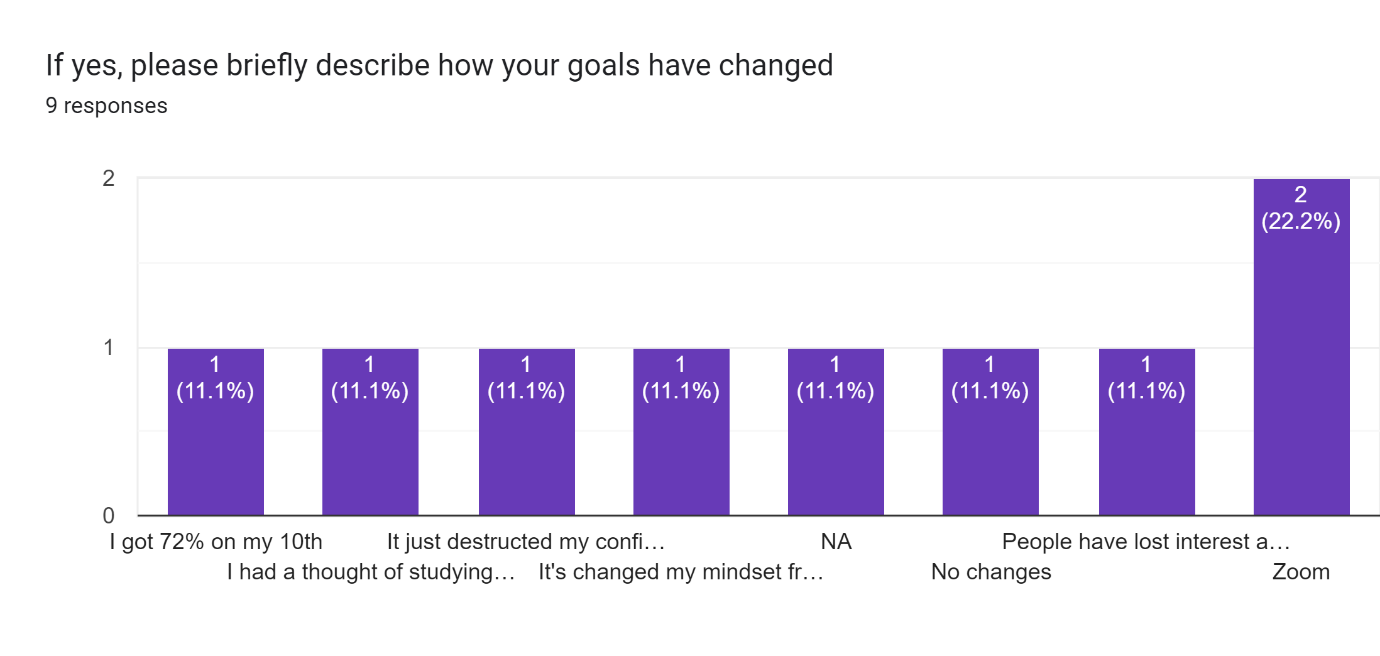 If yes, please briefly describe how your goals have changed
9 responses
2
1
0
1
(11.1%)
1
(11.1%)
1
(11.1%)
1
(11.1%)
1
(11.1%)
1
(11.1%)
1
(11.1%)
2
(22.2%)
I got 72% on my 10th
I had a thought of studying…
It just destructed my confi…
It's changed my mindset fr…
NA
No changes
People have lost interest a…
Zoom